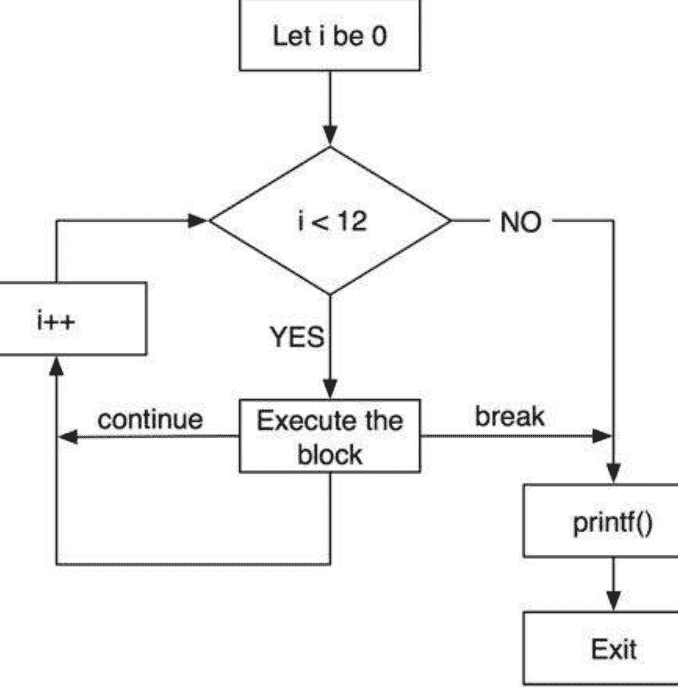 Let i be 0
i < 12
NO
i++
YES
continue
Execute the
block
break
printf()
Exit